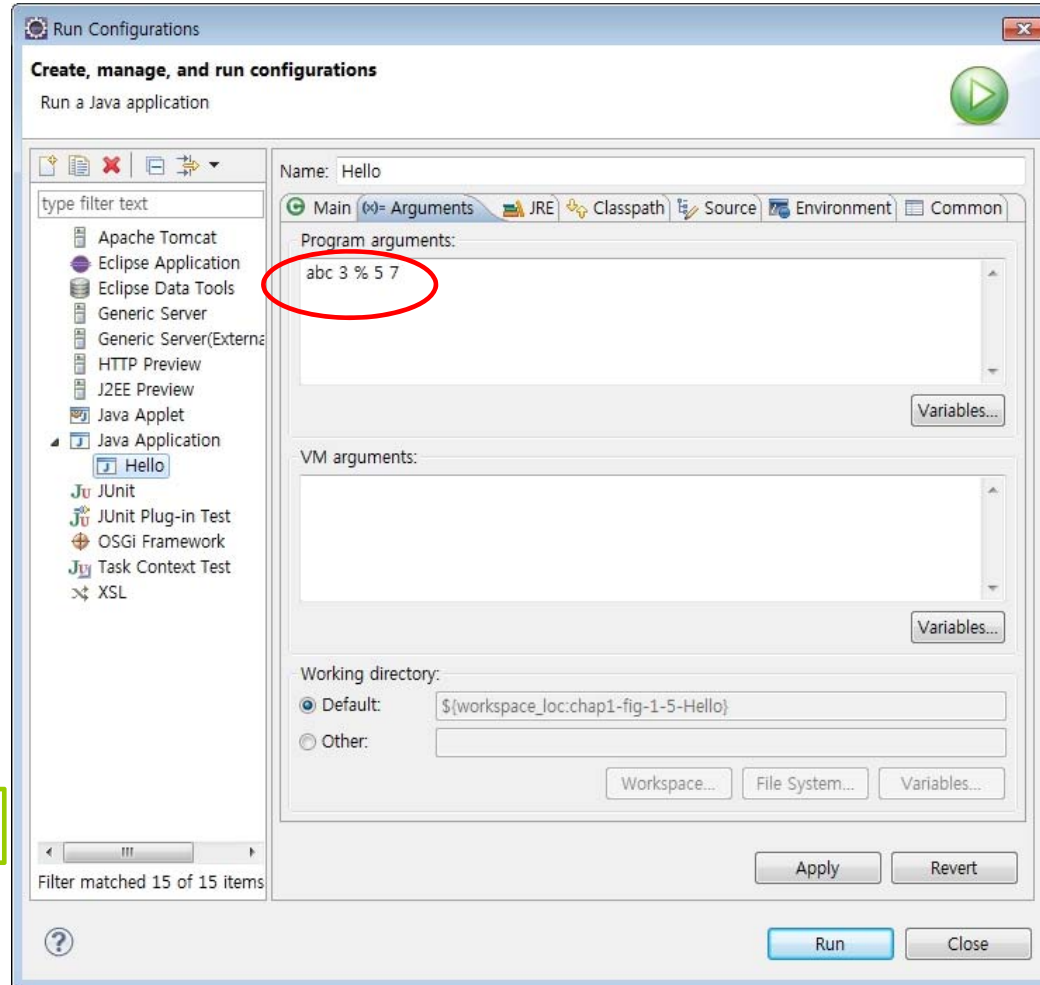 Run Configurations
Create, manage, and run configurations
Run a Java application
type filter text
Apache Tomcat
Eclipse Application
Eclipse Data Tools
Generic Server
Generic Server(Externa
HTTP Preview
J2EE Preview
Java Applet
Java Application
Hello
JUnit
JUnit Plug-in Test
OSGi Framework
Task Context Test
XSL
Filter matched 15 of 15 items
Name: Hello
Main (x)= Arguments JRE Classpath Source Environment Common
Program arguments:
abc 3 % 5 7
Variables...
VM arguments:
Variables...
Working directory:
Default: ${workspace_loc:chap1-fig-1-5-Hello}
Other:
Workspace... File System... Variables...
Apply Revert
Run Close